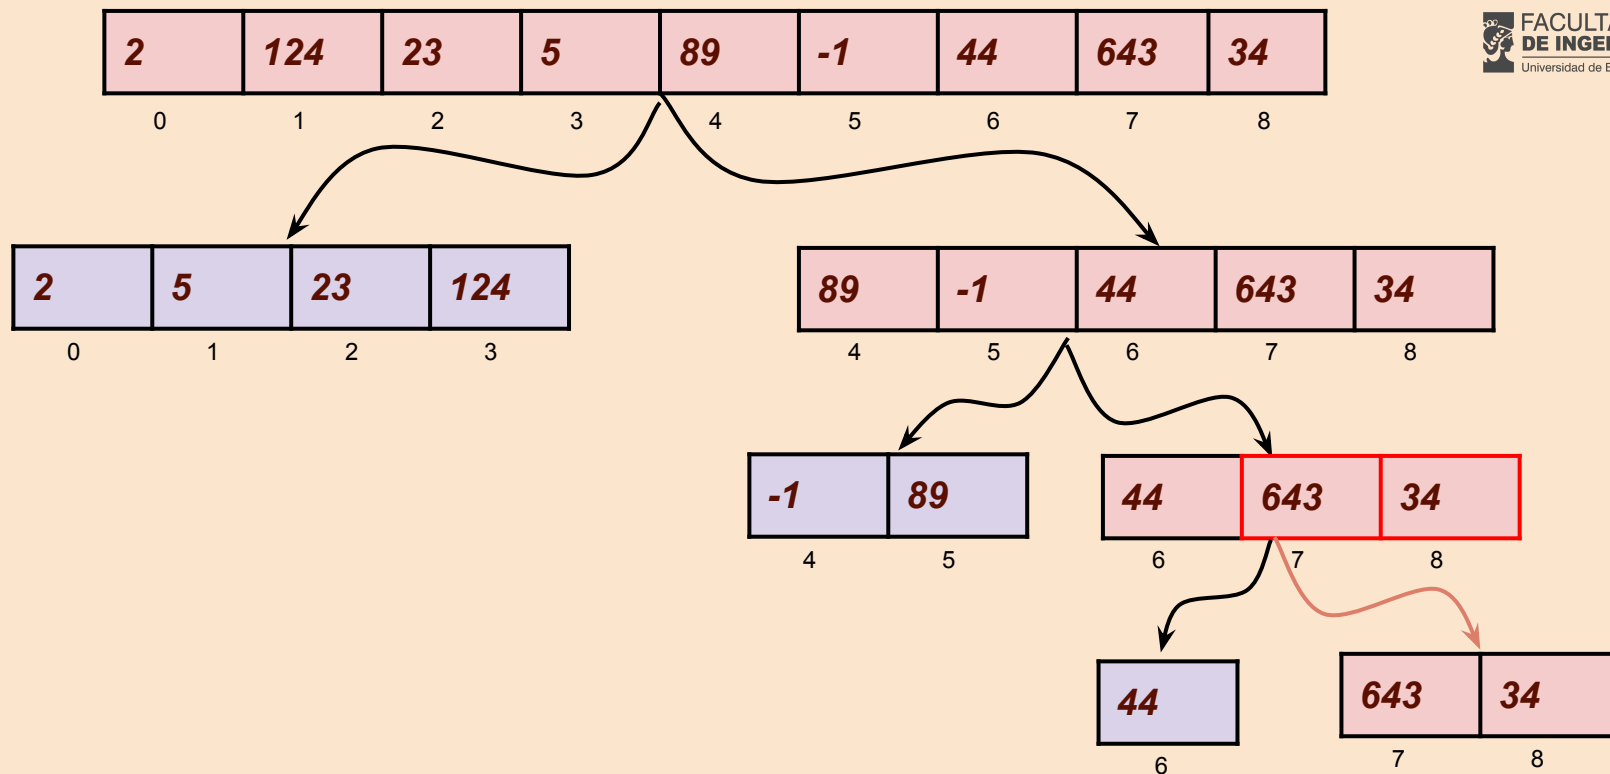 2 124 23 5 89 -1 44 643 34
0 1 2 3 4 5 6 7 8
FACULTA
DE INGE
Universidad de B
2 5 23 124
0 1 2 3
89 -1 44 643 34
4 5 6 7 8
-1 89
4 5
44 643 34
6 7 8
44
6
643 34
7 8